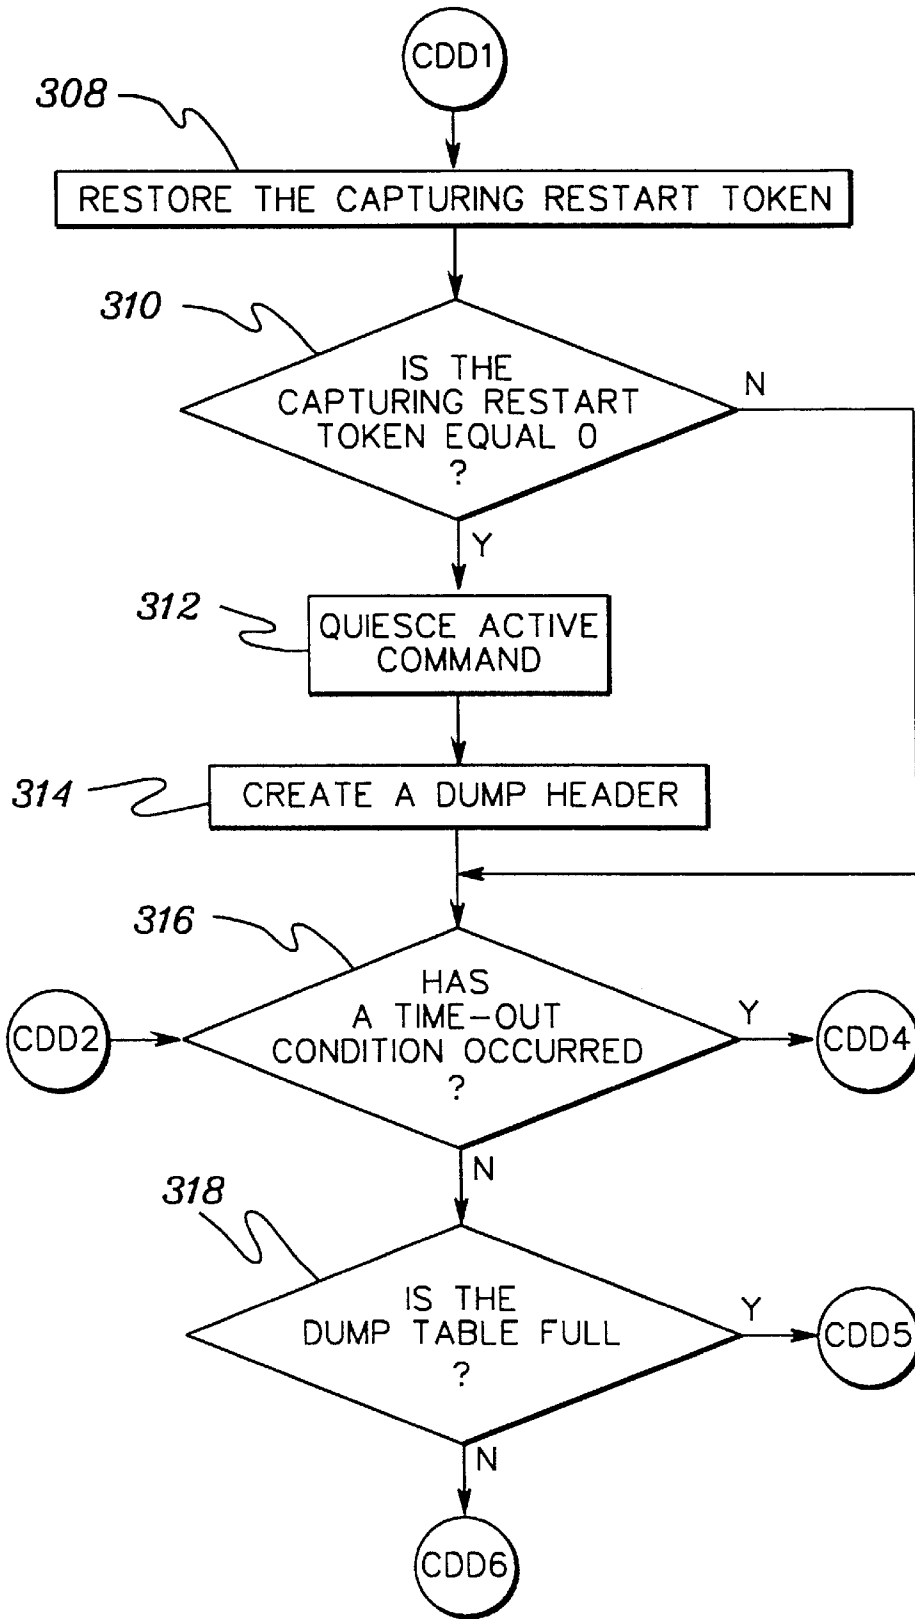 CDD1
308
RESTORE THE CAPTURING RESTART TOKEN
310
IS THE
CAPTURING RESTART
TOKEN EQUAL 0
?
N
Y
312
QUIESCE ACTIVE
COMMAND
314
CREATE A DUMP HEADER
316
HAS
A TIME-OUT
CONDITION OCCURRED
?
CDD2
Y
CDD4
N
318
IS THE
DUMP TABLE FULL
?
Y
CDD5
N
CDD6